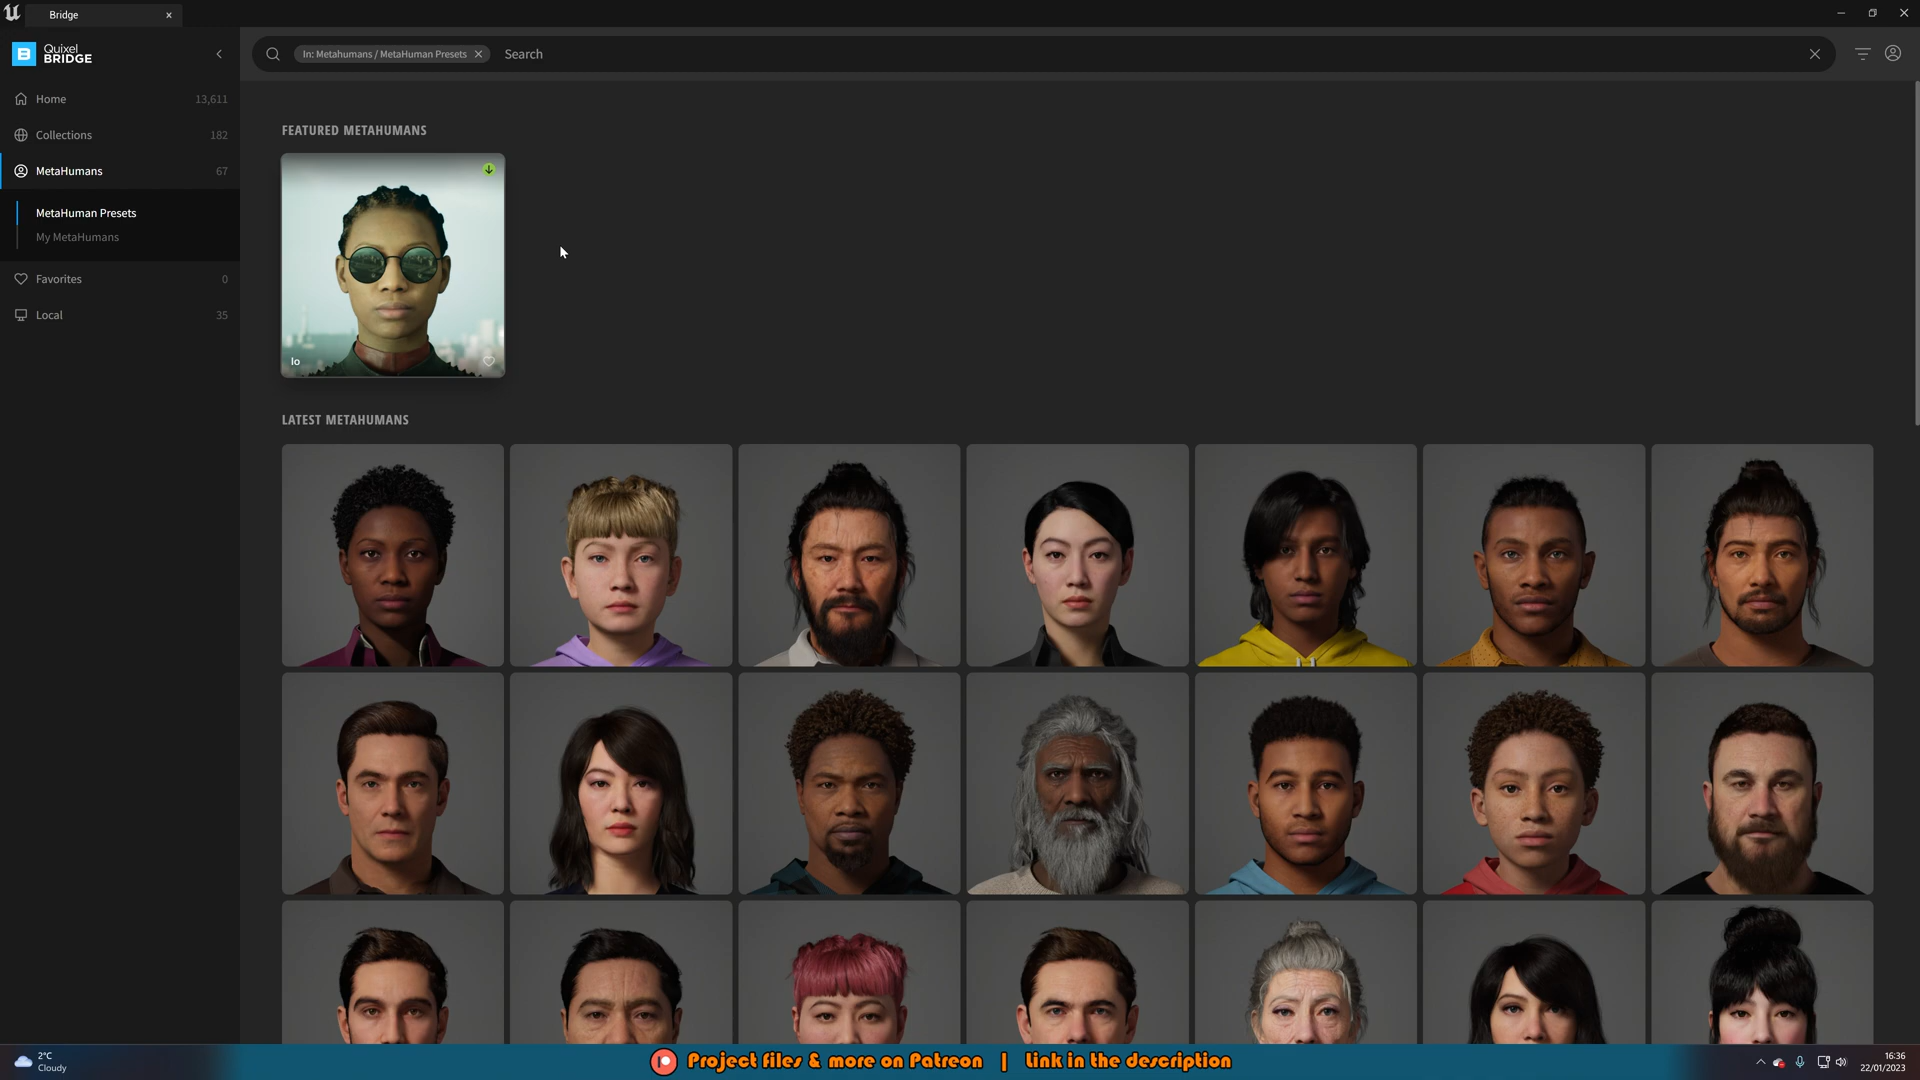 Bridge
Quixel
BRIDGE
In: Metahumans / MetaHuman Presets
Search
Home 13,611
Collections 182
MetaHumans 67
MetaHuman Presets
My MetaHumans
Favorites 0
Local 35
FEATURED METAHUMANS
Io
LATEST METAHUMANS
2°C
Cloudy
Project files & more on Patreon | Link in the description
16:36
22/01/2023